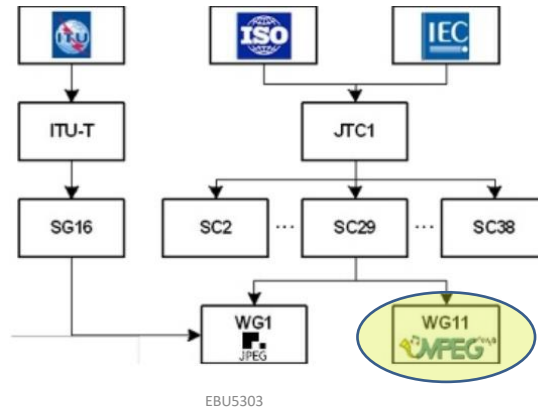 ITU
ISO
IEC
ITU-T
JTC1
SG16
SC2
...
SC29
...
SC38
WG1
JPEG
WG11
MPEG
EBU5303